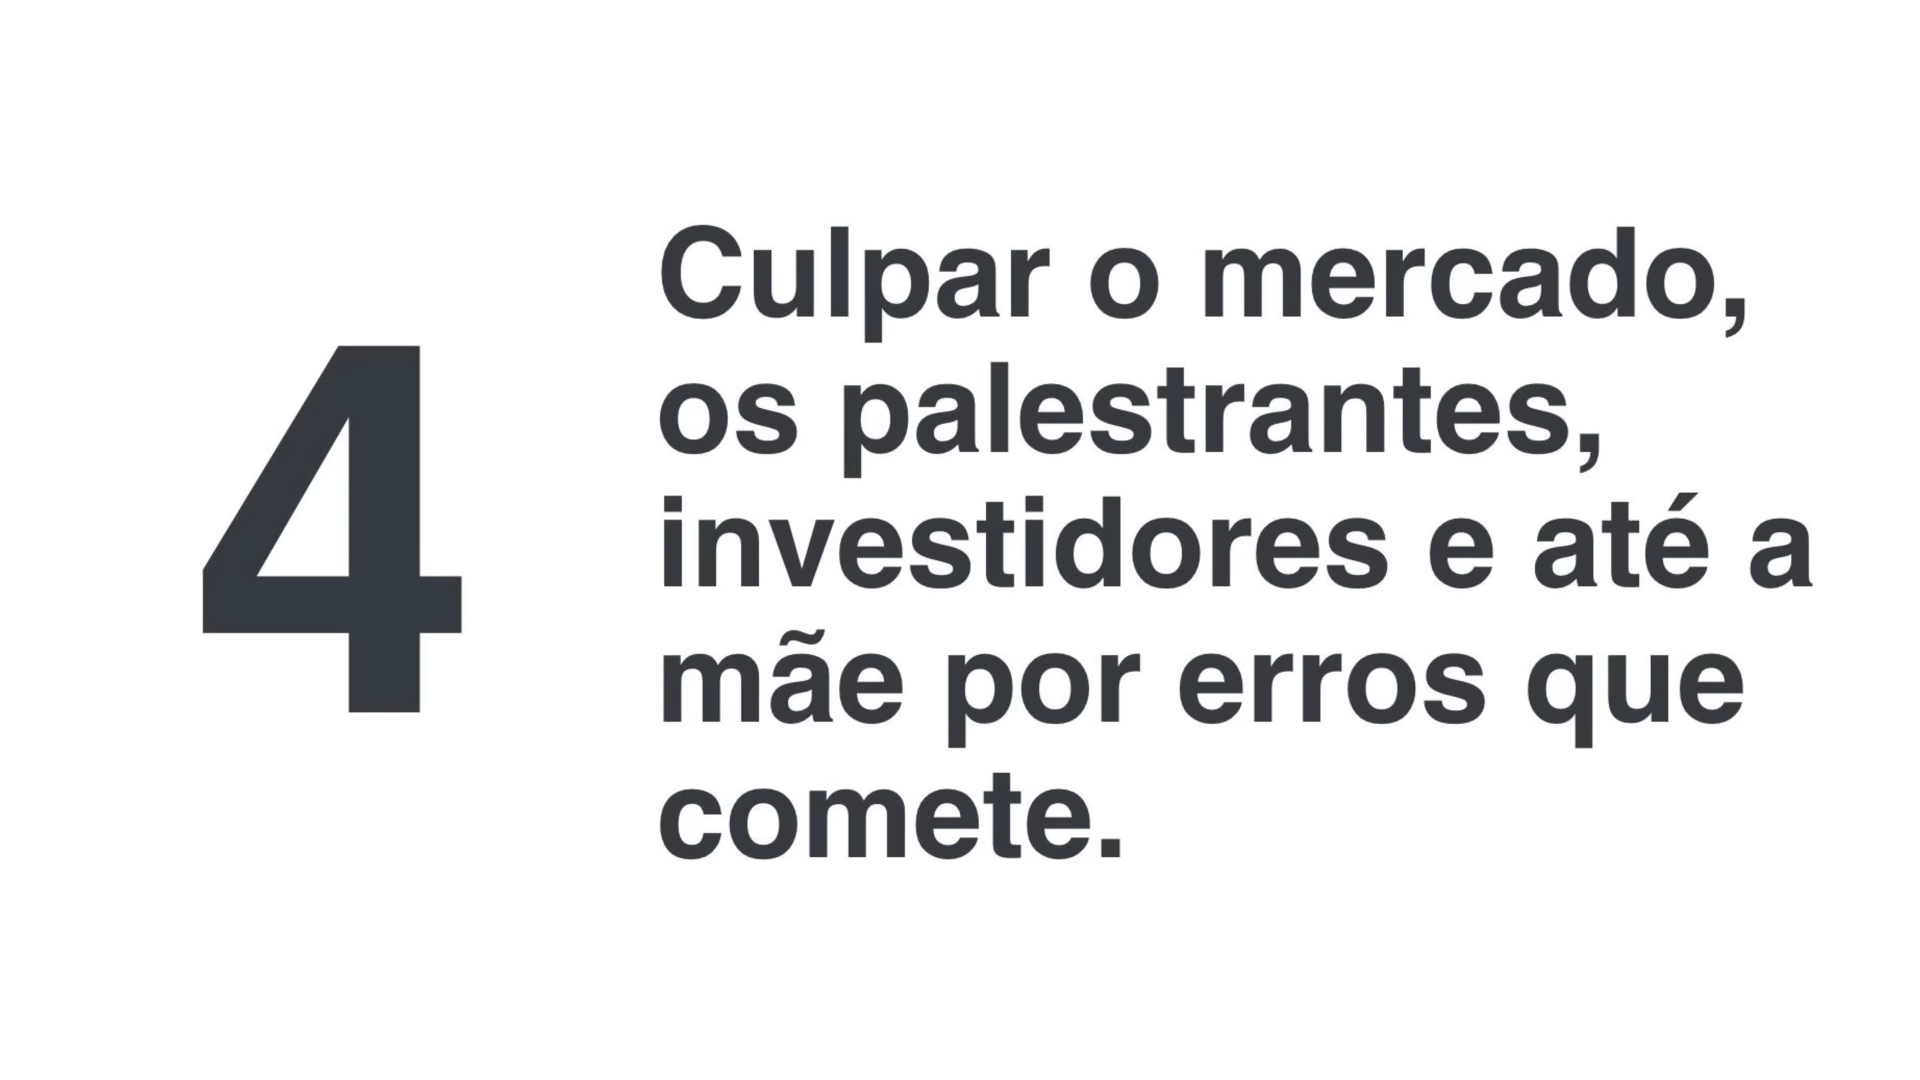 4
Culpar o mercado,
os palestrantes,
investidores e até a
mãe por erros que
comete.